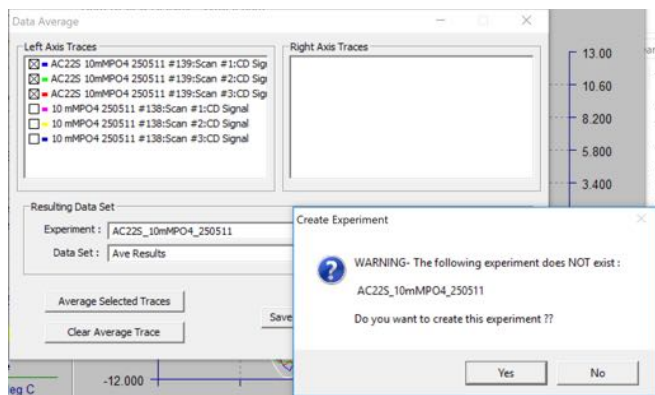 Data Average
Left Axis Traces
AC22S 10mMPO4 250511 #139:Scan #1:CD Sig
AC22S 10mMPO4 250511 #139:Scan #2:CD Sig
AC22S 10mMPO4 250511 #139:Scan #3:CD Sig
10 mMPO4 250511 #138:Scan #1:CD Signal
10 mMPO4 250511 #138:Scan #2:CD Signal
10 mMPO4 250511 #138:Scan #3:CD Signal
Right Axis Traces
13.00
10.60
8.200
5.800
3.400
Resulting Data Set
Experiment : AC22S_10mMPO4_250511
Data Set : Ave Results
Average Selected Traces
Save
Clear Average Trace
Create Experiment
WARNING- The following experiment does NOT exist :
AC22S_10mMPO4_250511
Do you want to create this experiment ??
Yes
No
-12.000
eg C